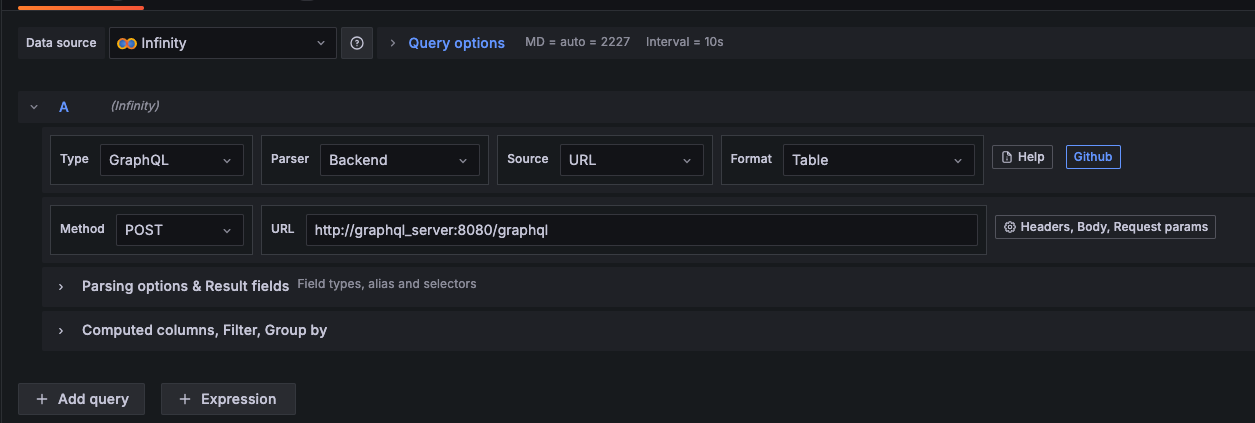 Data source Infinity Query options MD = auto = 2227 Interval = 10s
A (Infinity)
Type GraphQL Parser Backend Source URL Format Table Help Github
Method POST URL http://graphql_server:8080/graphql Headers, Body, Request params
Parsing options & Result fields Field types, alias and selectors
Computed columns, Filter, Group by
+ Add query + Expression